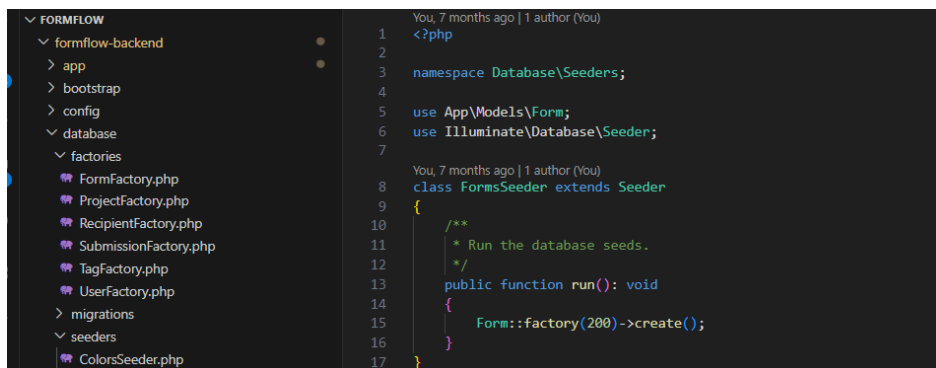 FORMFLOW
formflow-backend
app
bootstrap
config
database
factories
FormFactory.php
ProjectFactory.php
RecipientFactory.php
SubmissionFactory.php
TagFactory.php
UserFactory.php
migrations
seeders
ColorsSeeder.php
You, 7 months ago | 1 author (You)
1 <?php
2
3 namespace Database\Seeders;
4
5 use App\Models\Form;
6 use Illuminate\Database\Seeder;
7
You, 7 months ago | 1 author (You)
8 class FormsSeeder extends Seeder
9 {
10 /**
11 * Run the database seeds.
12 */
13 public function run(): void
14 {
15 Form::factory(200)->create();
16 }
17 }